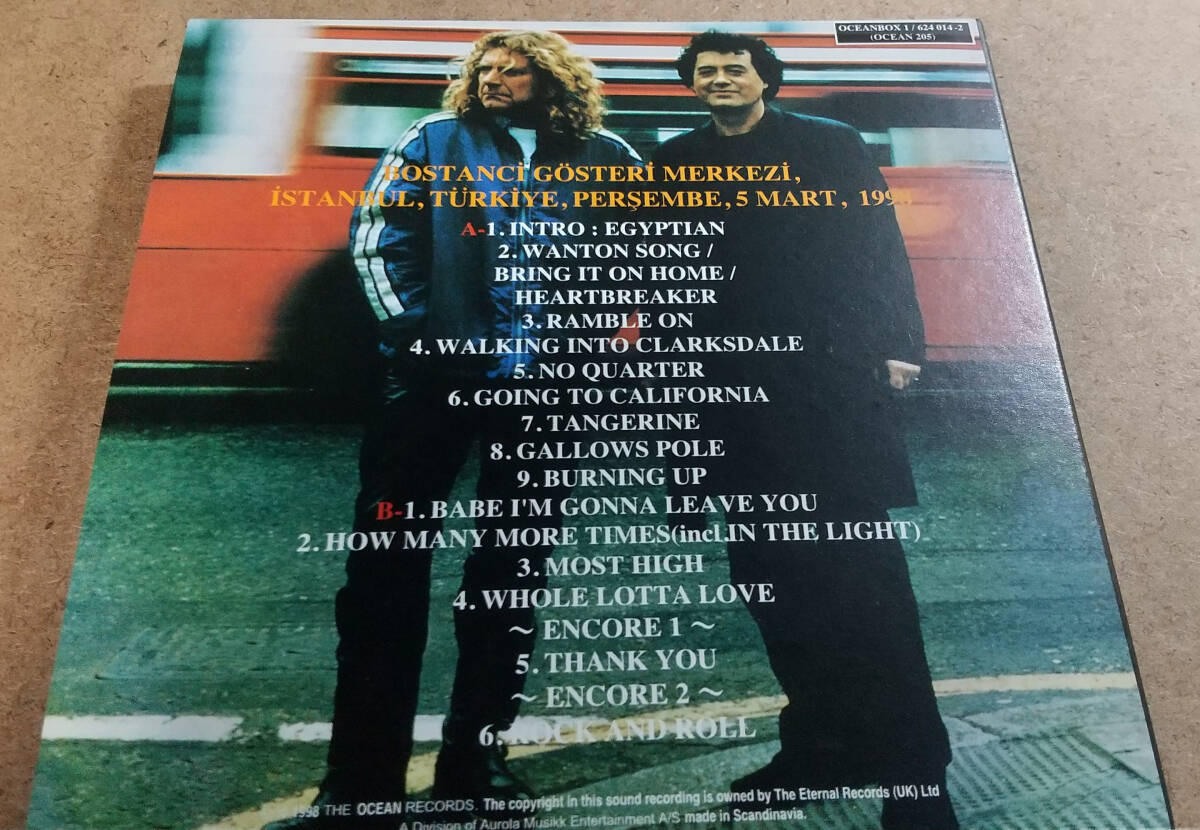 OCEANBOX 1 / 624 014 -2
(OCEAN 205)
BOSTANCİ GÖSTERİ MERKEZİ,
İSTANBUL, TÜRKİYE, PERŞEMBE, 5 MART, 1998
A-1. INTRO : EGYPTIAN
2. WANTON SONG /
BRING IT ON HOME /
HEARTBREAKER
3. RAMBLE ON
4. WALKING INTO CLARKSDALE
5. NO QUARTER
6. GOING TO CALIFORNIA
7. TANGERINE
8. GALLOWS POLE
9. BURNING UP
B-1. BABE I'M GONNA LEAVE YOU
2. HOW MANY MORE TIMES(incl.IN THE LIGHT)
3. MOST HIGH
4. WHOLE LOTTA LOVE
~ ENCORE 1 ~
5. THANK YOU
~ ENCORE 2 ~
6. ROCK AND ROLL
1998 THE OCEAN RECORDS. The copyright in this sound recording is owned by The Eternal Records (UK) Ltd
A Division of Aurola Musikk Entertainment A/S made in Scandinavia.